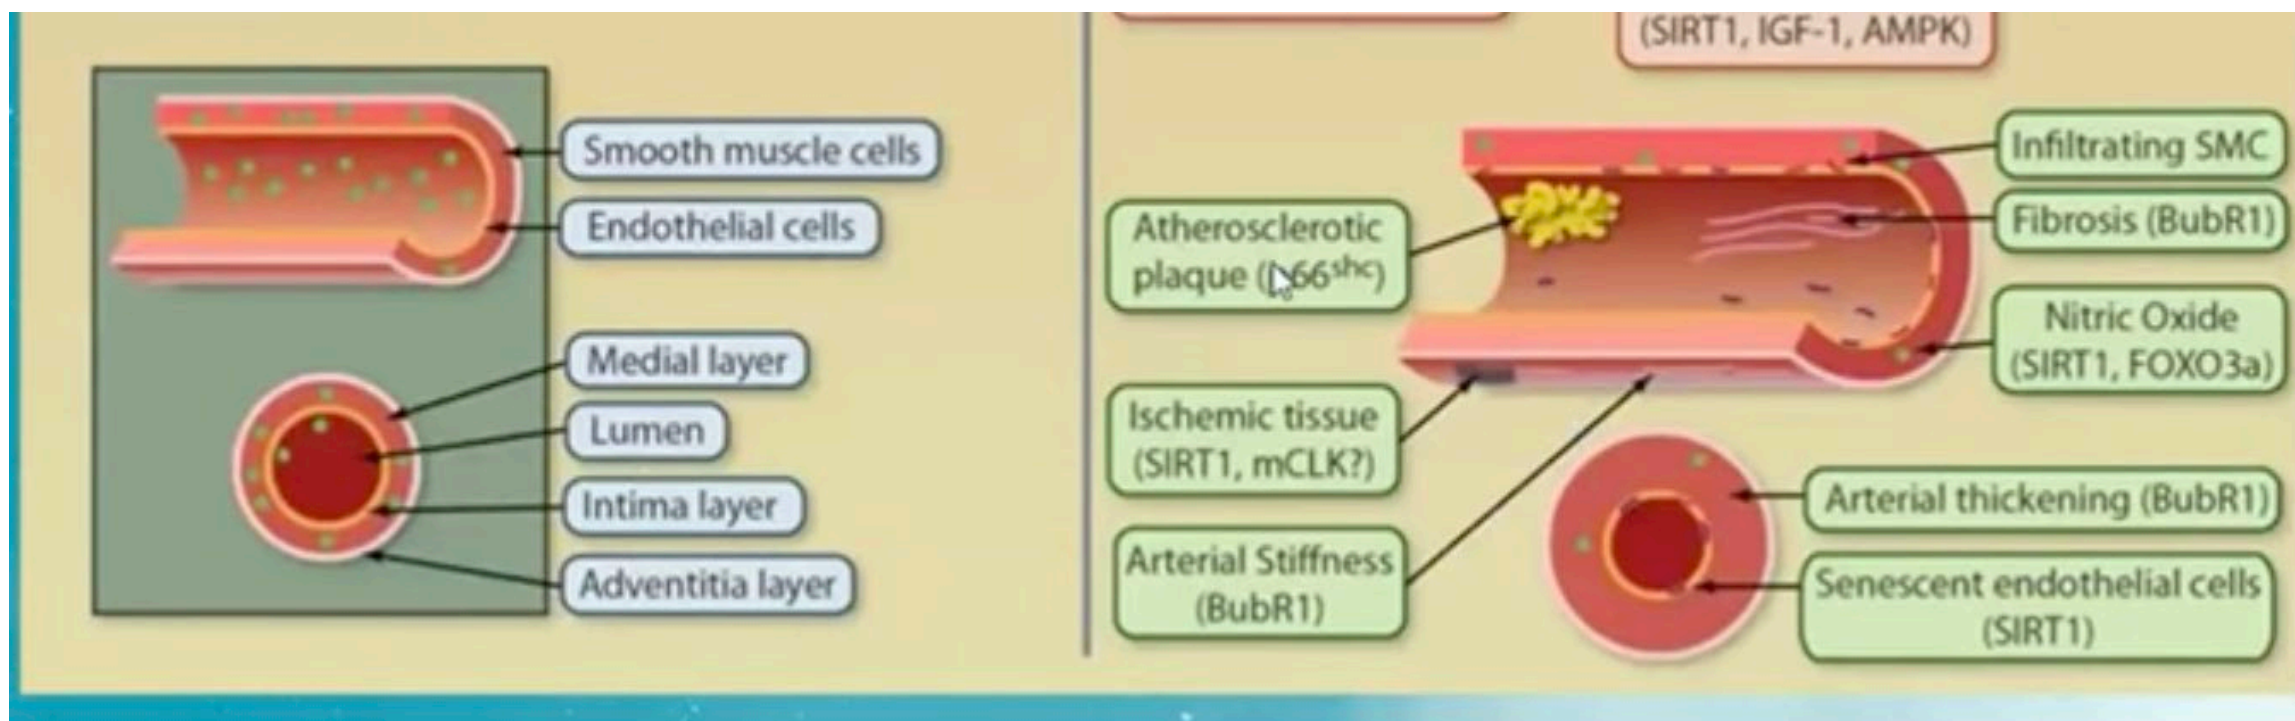 (SIRT1, IGF-1, AMPK)
Smooth muscle cells
Endothelial cells
Medial layer
Lumen
Intima layer
Adventitia layer
Atherosclerotic
plaque (p66shc)
Ischemic tissue
(SIRT1, mCLK?)
Arterial Stiffness
(BubR1)
Infiltrating SMC
Fibrosis (BubR1)
Nitric Oxide
(SIRT1, FOXO3a)
Arterial thickening (BubR1)
Senescent endothelial cells
(SIRT1)